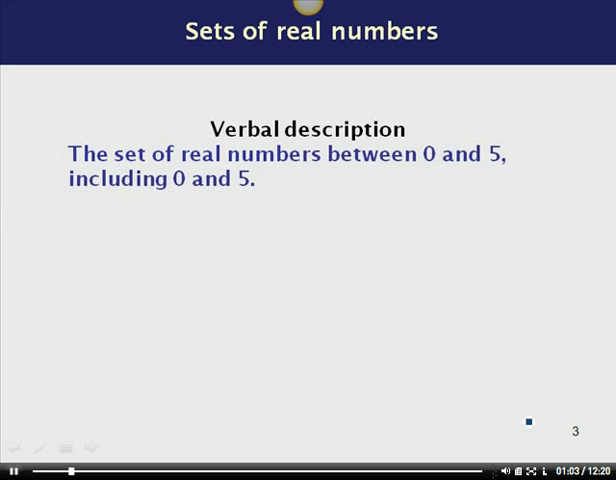 Sets of real numbers
Verbal description
The set of real numbers between 0 and 5,
including 0 and 5.
3
01:03 / 12:20